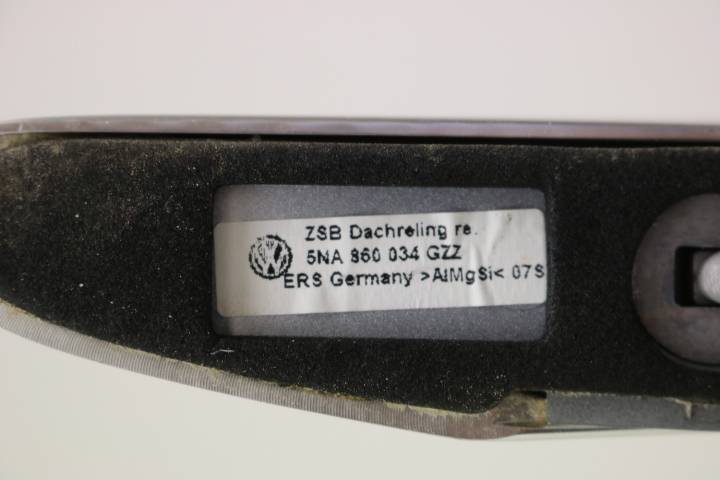 ZSB Dachreling re.
5NA 860 034 GZZ
ERS Germany >AlMgSi< 07S